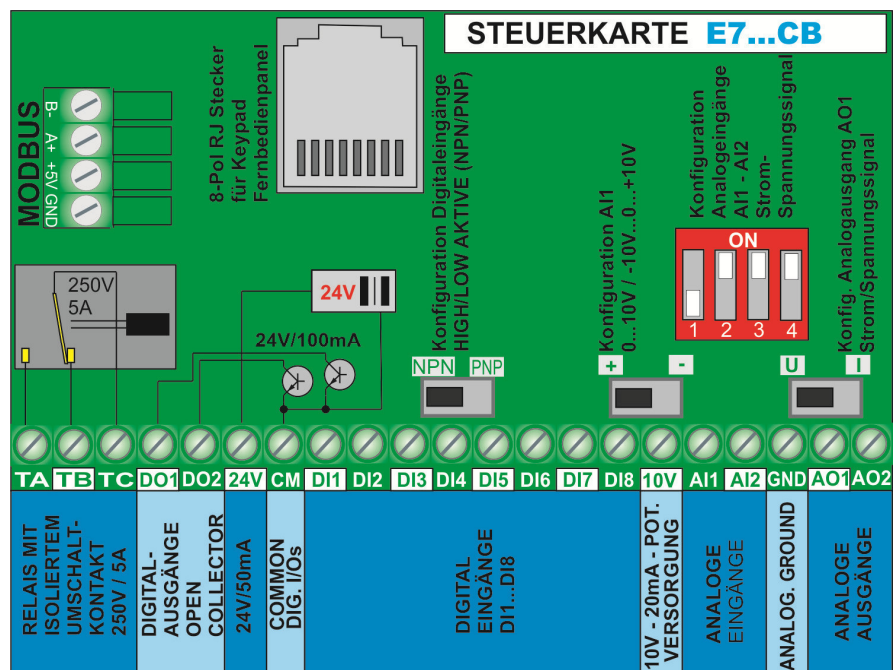 STEUERKARTE E7...CB
MODBUS
B-
A+
+5V
GND
8-Pol RJ Stecker
für Keypad
Fernbedienpanel
Konfiguration Digitaleingänge
HIGH/LOW AKTIVE (NPN/PNP)
Konfiguration AI1
0...10V / -10V...0...+10V
Konfiguration
Analogeingänge
AI1 - AI2
Strom-
Spannungssignal
Konfig. Analogausgang AO1
Strom/Spannungssignal
ON
1 2 3 4
250V
5A
24V
24V/100mA
NPN PNP
+ -
U I
TA TB TC DO1 DO2 24V CM DI1 DI2 DI3 DI4 DI5 DI6 DI7 DI8 10V AI1 AI2 GND AO1 AO2
RELAIS MIT
ISOLIERTEM
UMSCHALT-
KONTAKT
250V / 5A
DIGITAL-
AUSGÄNGE
OPEN
COLLECTOR
24V/50mA
COMMON
DIG. I/Os
DIGITAL
EINGÄNGE
DI1...DI8
10V - 20mA - POT.
VERSORGUNG
ANALOGE
EINGÄNGE
ANALOG. GROUND
ANALOGE
AUSGÄNGE